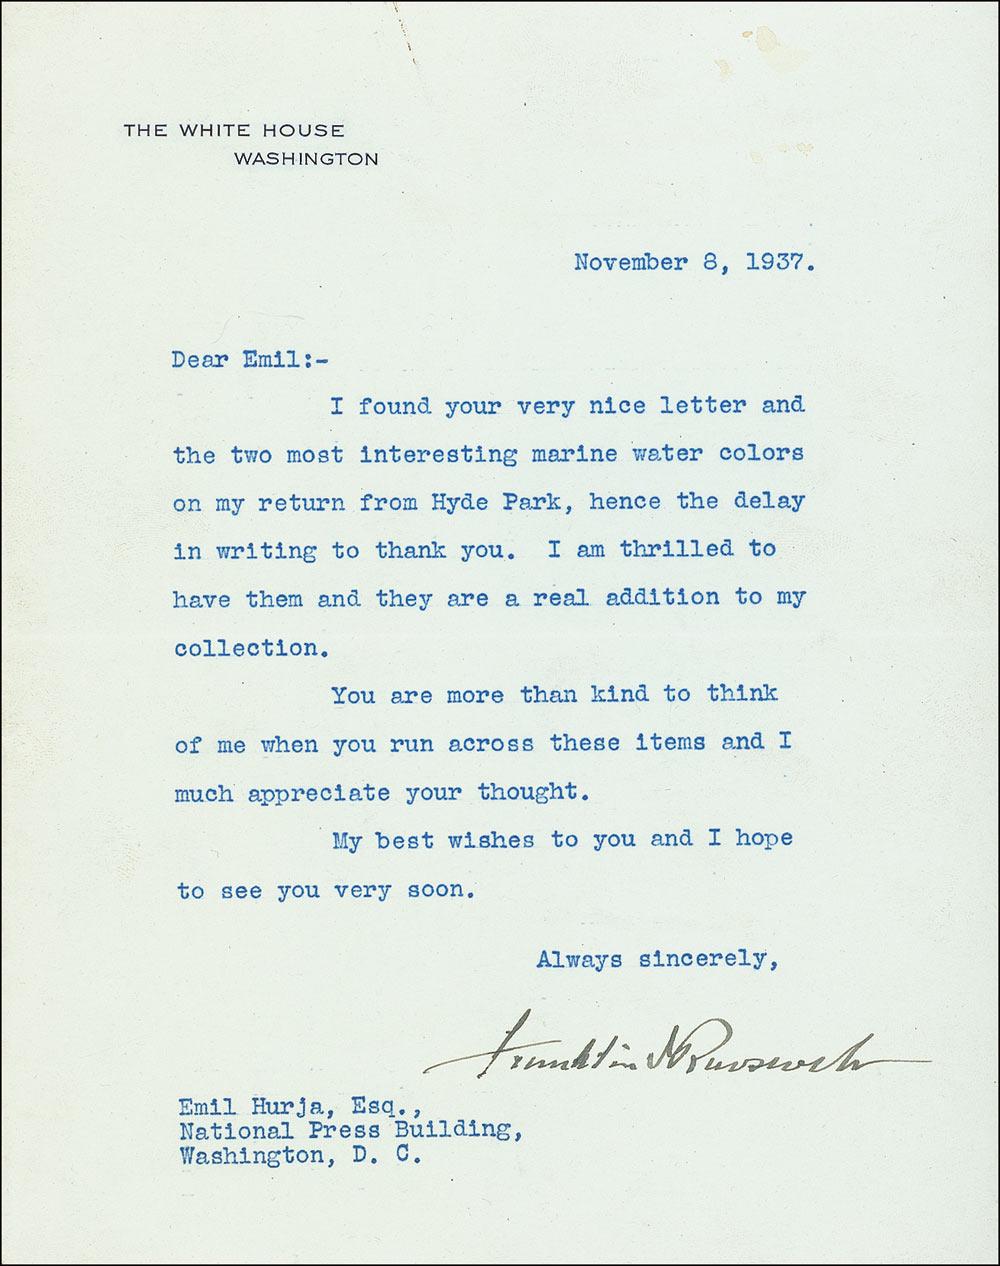 THE WHITE HOUSE
WASHINGTON
November 8, 1937.
Dear Emil:-
I found your very nice letter and
the two most interesting marine water colors
on my return from Hyde Park, hence the delay
in writing to thank you. I am thrilled to
have them and they are a real addition to my
collection.
You are more than kind to think
of me when you run across these items and I
much appreciate your thought.
My best wishes to you and I hope
to see you very soon.
Always sincerely,
Franklin D Roosevelt
Emil Hurja, Esq.,
National Press Building,
Washington, D. C.